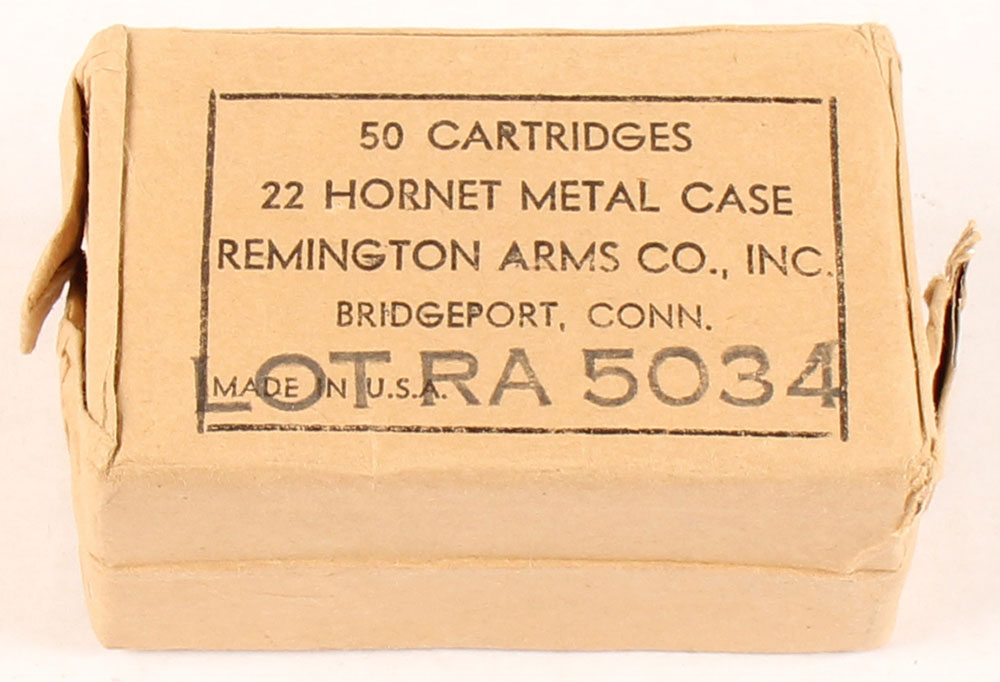 50 CARTRIDGES
22 HORNET METAL CASE
REMINGTON ARMS CO., INC.
BRIDGEPORT, CONN.
MADE IN U.S.A.
LOT RA 5034